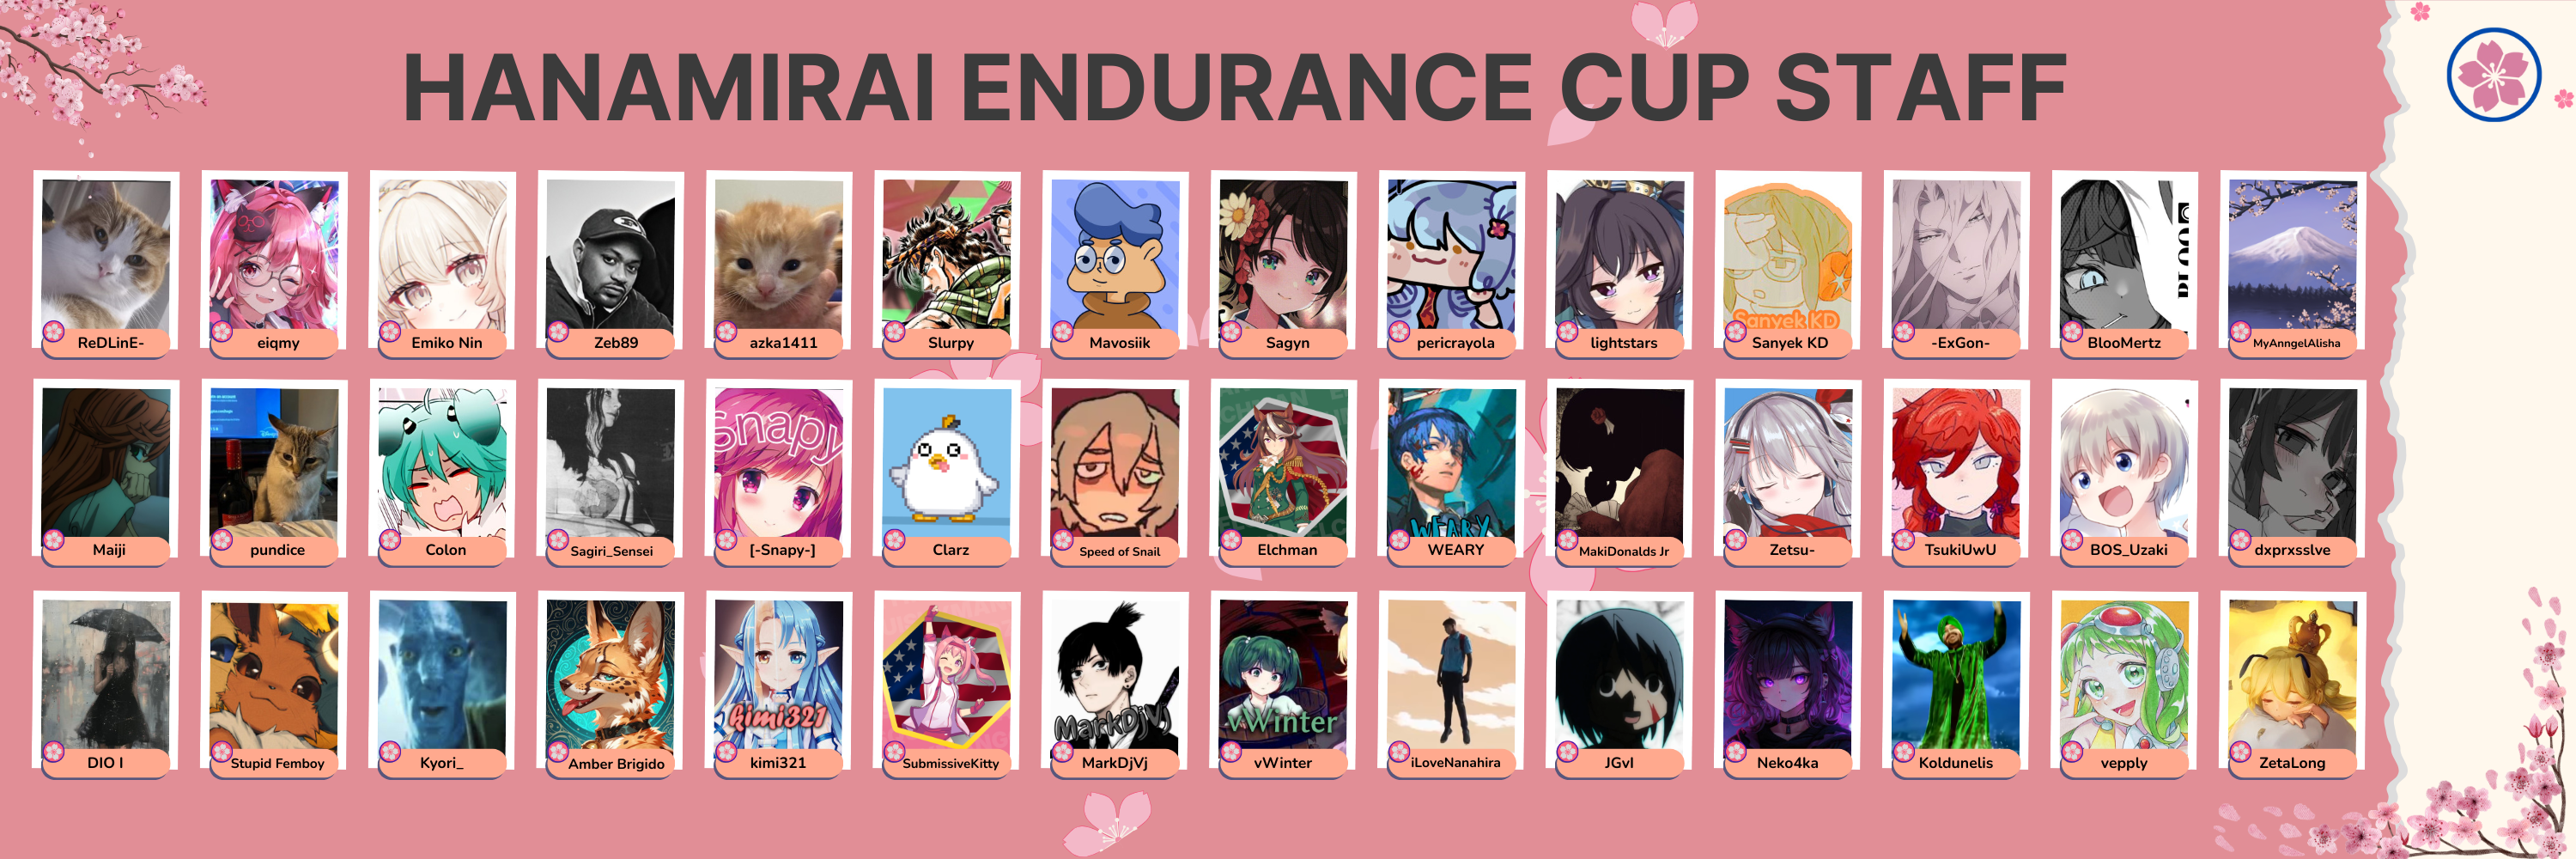 HANAMIRAI ENDURANCE CUP STAFF
Sanyek KD
ReDLinE-
eiqmy
Emiko Nin
Zeb89
azka1411
Slurpy
Mavosiik
Sagyn
pericrayola
lightstars
Sanyek KD
-ExGon-
BlooMertz
MyAnngelAlisha
Snapy
WEARY
Maiji
pundice
Colon
Sagiri_Sensei
[-Snapy-]
Clarz
Speed of Snail
Elchman
WEARY
MakiDonalds Jr
Zetsu-
TsukiUwU
BOS_Uzaki
dxprxsslve
kimi321
MarkDjVj
vWinter
DIO I
Stupid Femboy
Kyori_
Amber Brigido
kimi321
SubmissiveKitty
MarkDjVj
vWinter
iLoveNanahira
JGvI
Neko4ka
Koldunelis
vepply
ZetaLong